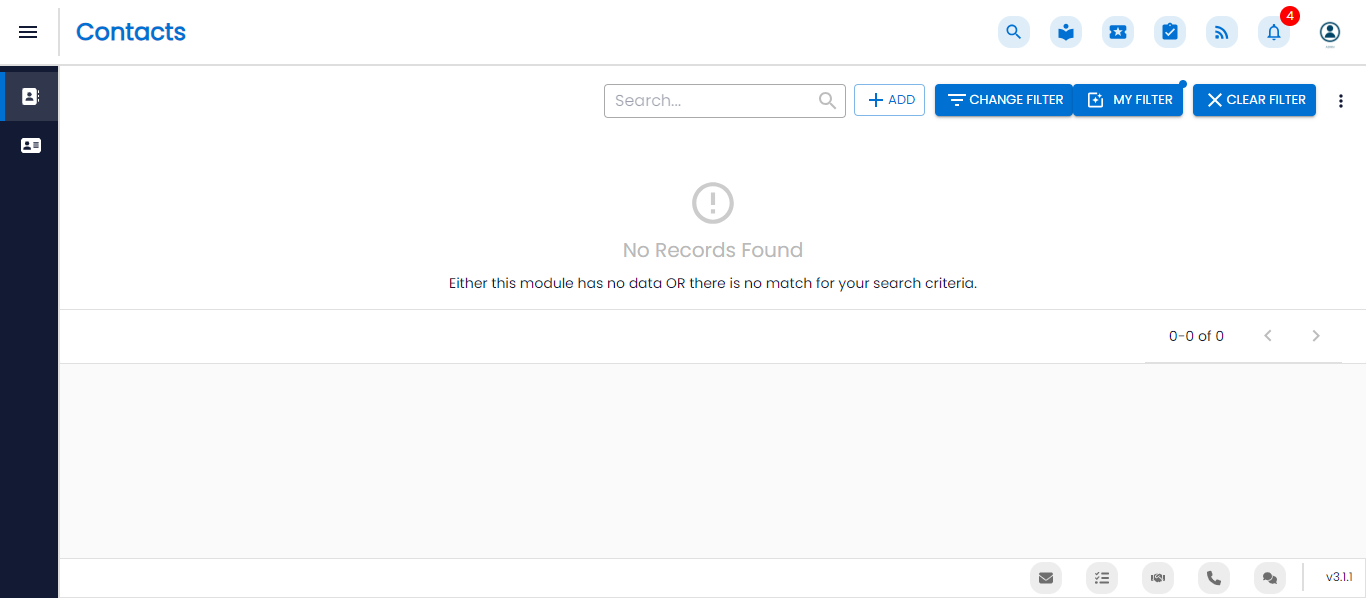 Contacts
4
Search...
ADD
CHANGE FILTER
MY FILTER
CLEAR FILTER
No Records Found
Either this module has no data OR there is no match for your search criteria.
0-0 of 0
v3.1.1